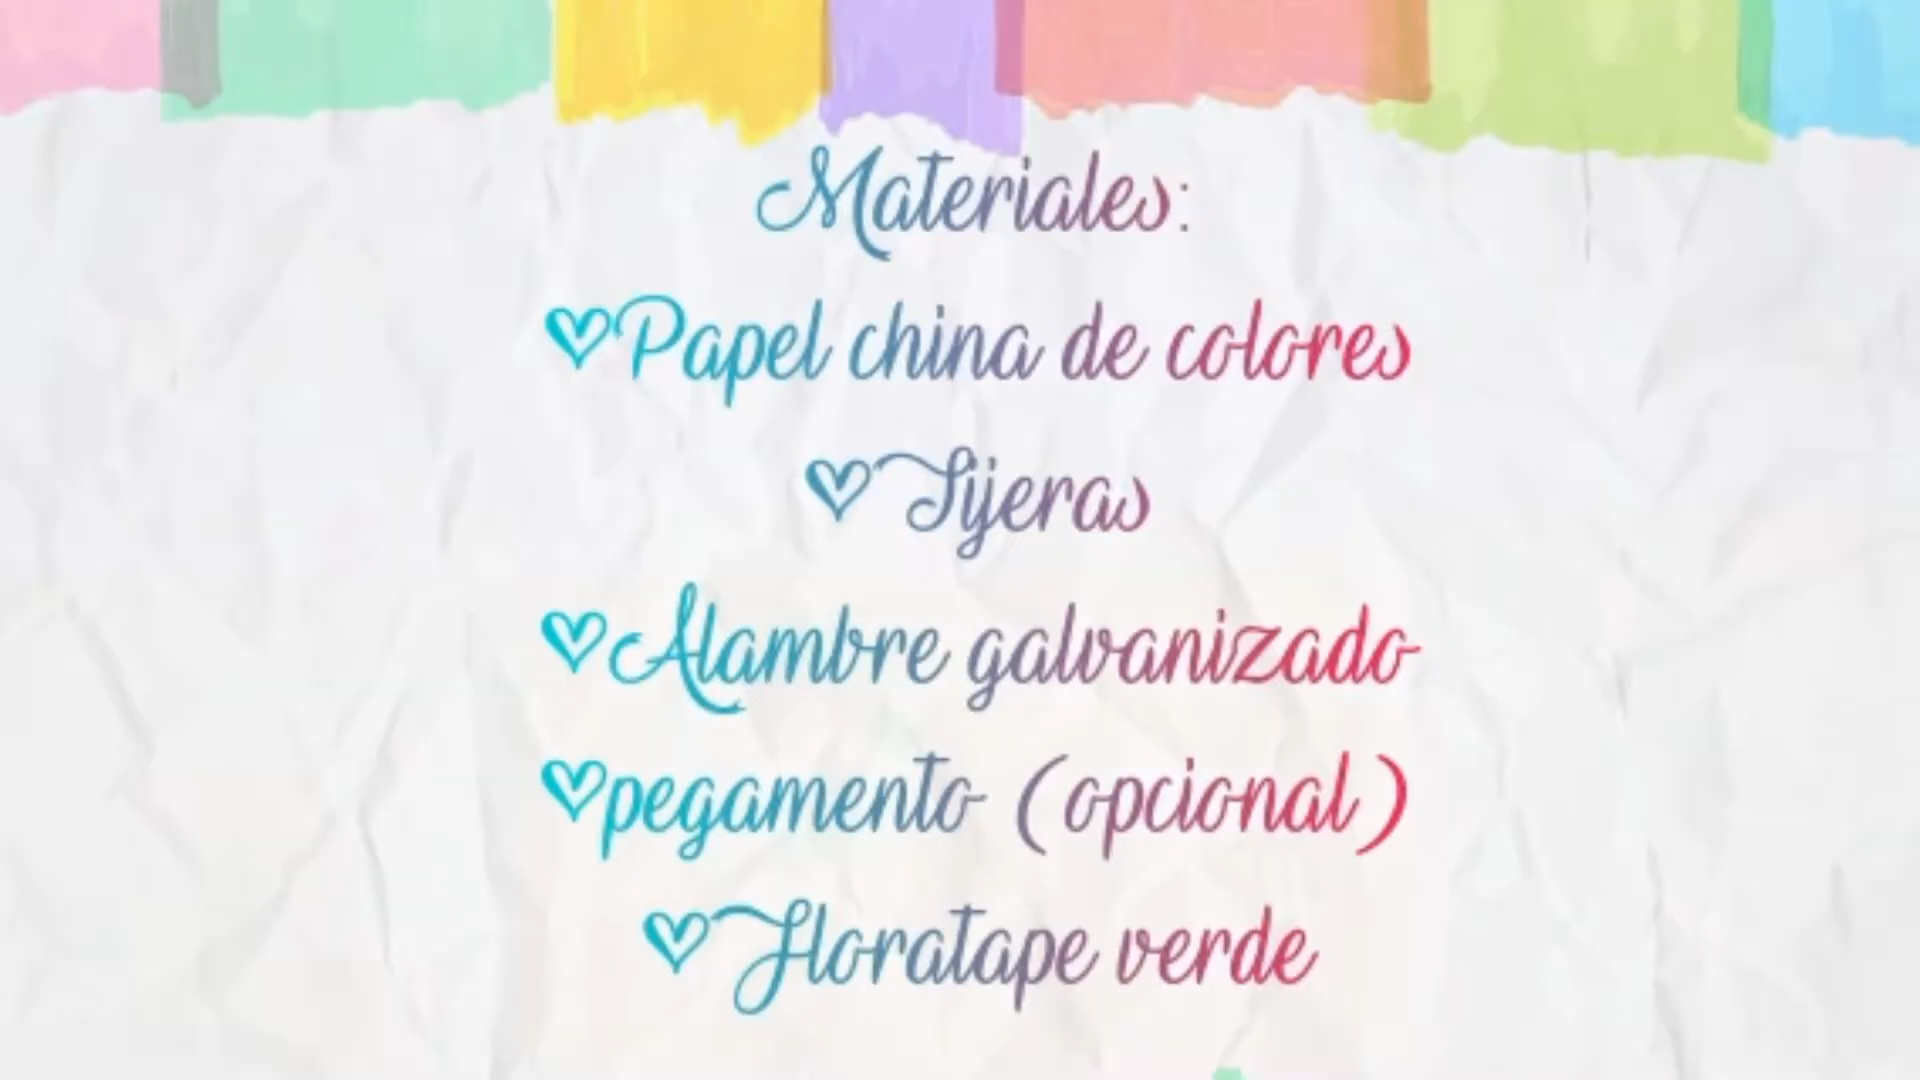 Materiales:
♡Papel china de colores
♡Tijeras
♡Alambre galvanizado
♡pegamento (opcional)
♡Floratape verde